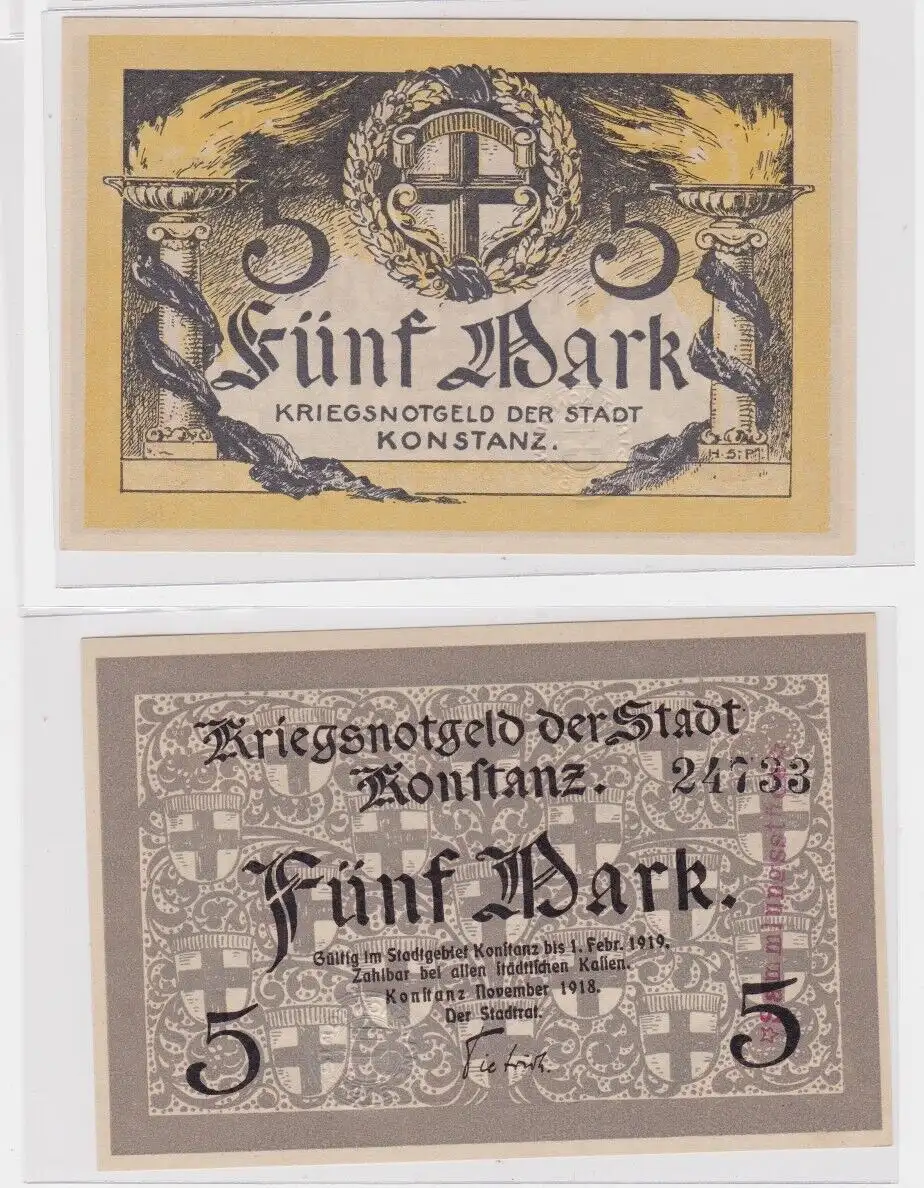 5 5
Fünf Mark
KRIEGSNOTGELD DER STADT
KONSTANZ.
H.S.P.
Kriegsnotgeld der Stadt
Konſtanz. 24733
Fünf Mark.
Gültig im Stadtgebiet Konſtanz bis 1. Febr. 1919.
Zahlbar bei allen ſtädtiſchen Kaſſen.
Konſtanz November 1918.
Der Stadtrat.
5 5
Dietrich.